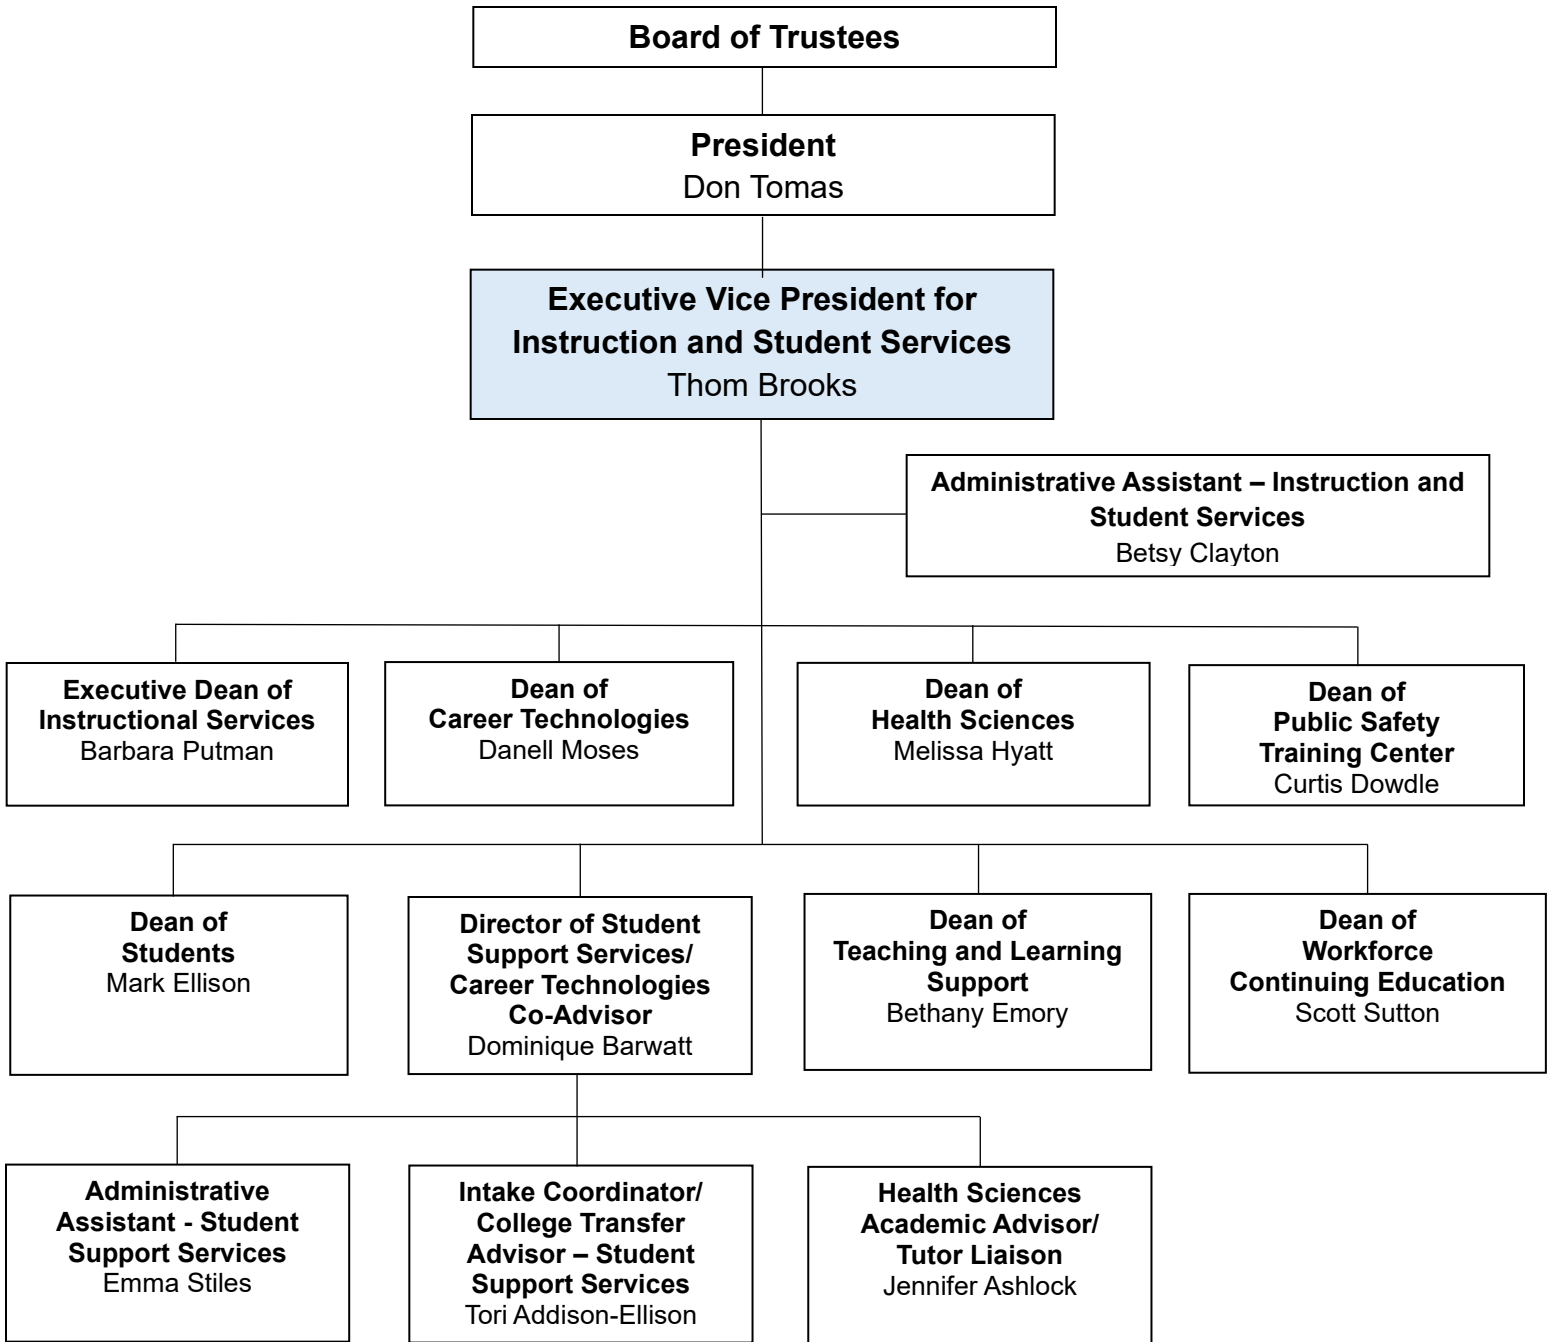 Board of Trustees
President
Don Tomas
Executive Vice President for
Instruction and Student Services
Thom Brooks
Administrative Assistant – Instruction and
Student Services
Betsy Clayton
Executive Dean of
Instructional Services
Barbara Putman
Dean of
Career Technologies
Danell Moses
Dean of
Health Sciences
Melissa Hyatt
Dean of
Public Safety
Training Center
Curtis Dowdle
Dean of
Students
Mark Ellison
Director of Student
Support Services/
Career Technologies
Co-Advisor
Dominique Barwatt
Dean of
Teaching and Learning
Support
Bethany Emory
Dean of
Workforce
Continuing Education
Scott Sutton
Administrative
Assistant - Student
Support Services
Emma Stiles
Intake Coordinator/
College Transfer
Advisor – Student
Support Services
Tori Addison-Ellison
Health Sciences
Academic Advisor/
Tutor Liaison
Jennifer Ashlock